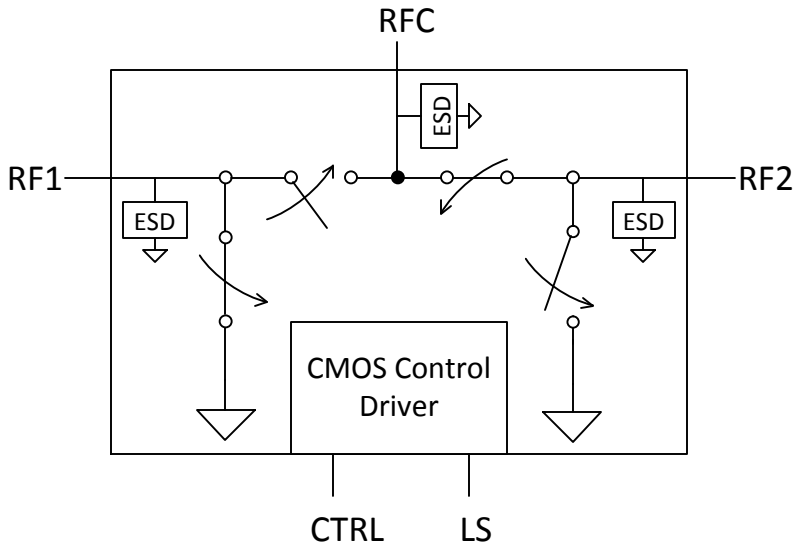 RFC
ESD
RF1
RF2
ESD
ESD
CMOS Control
Driver
CTRL
LS